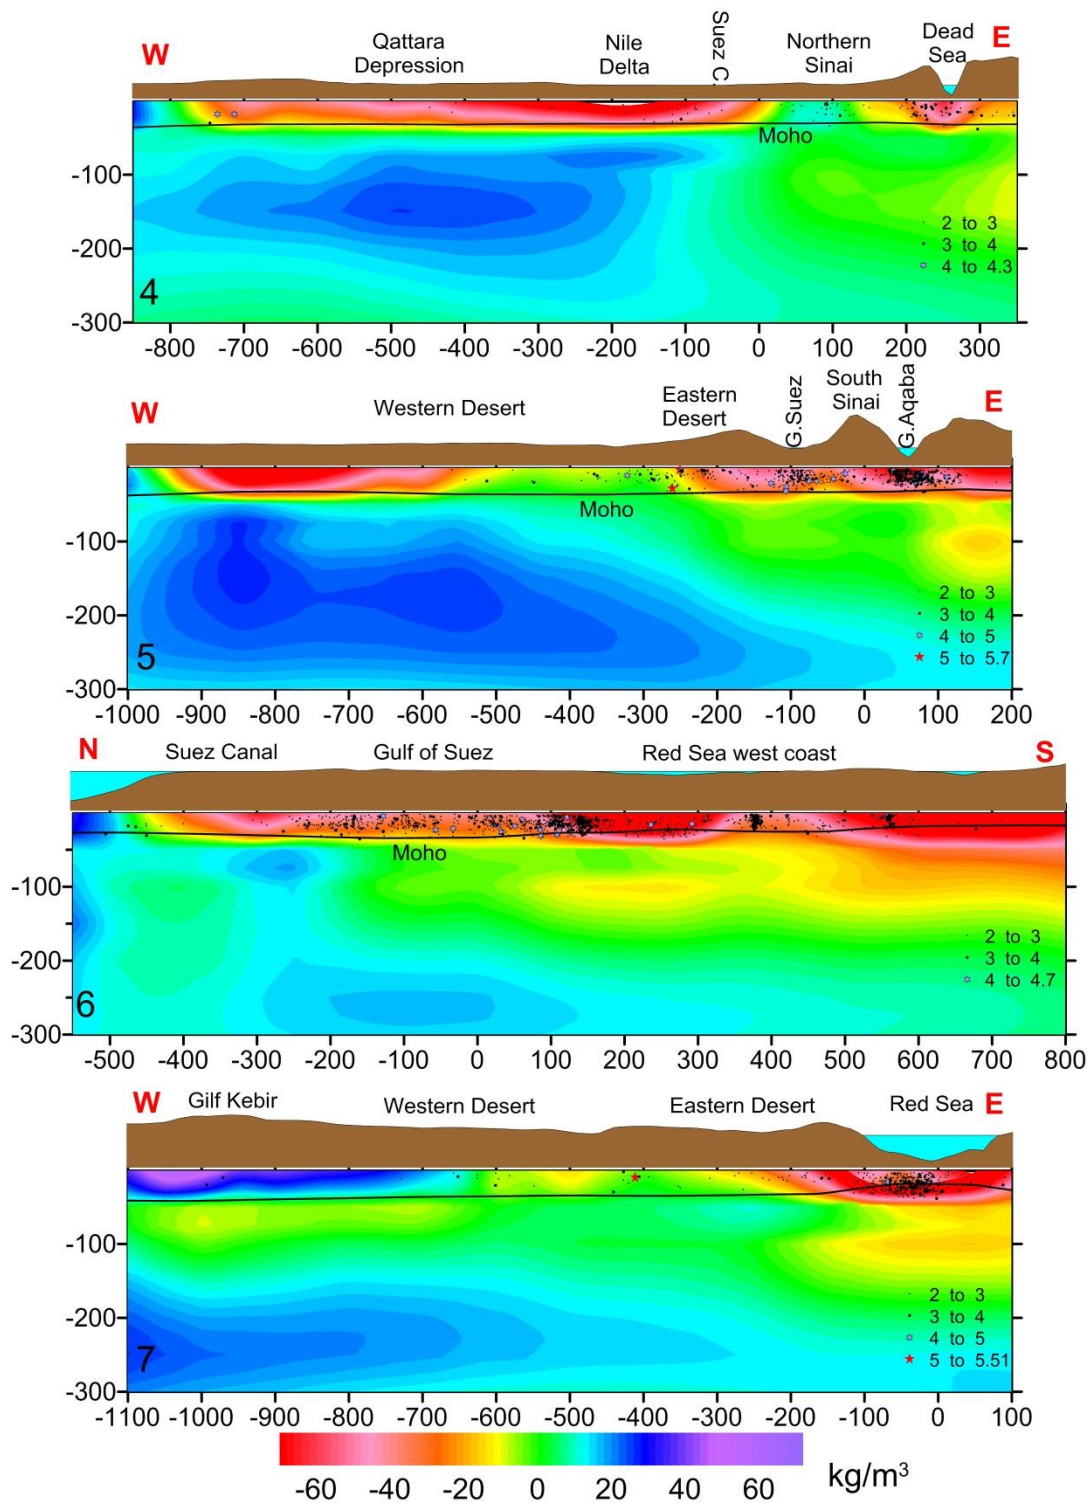 W
Qattara
Depression
Nile
Delta
Suez C
Northern
Sinai
Dead
Sea
E
Moho
-100
-200
-300
2 to 3
3 to 4
4 to 4.3
4
-800 -700 -600 -500 -400 -300 -200 -100 0 100 200 300
W
Western Desert
Eastern
Desert
G.Suez
South
Sinai
G.Aqaba
E
Moho
-100
-200
-300
2 to 3
3 to 4
4 to 5
5 to 5.7
5
-1000 -900 -800 -700 -600 -500 -400 -300 -200 -100 0 100 200
N
Suez Canal
Gulf of Suez
Red Sea west coast
S
Moho
-100
-200
-300
2 to 3
3 to 4
4 to 4.7
6
-500 -400 -300 -200 -100 0 100 200 300 400 500 600 700 800
W
Gilf Kebir
Western Desert
Eastern Desert
Red Sea
E
-100
-200
-300
2 to 3
3 to 4
4 to 5
5 to 5.51
7
-1100 -1000 -900 -800 -700 -600 -500 -400 -300 -200 -100 0 100
-60 -40 -20 0 20 40 60
kg/m³